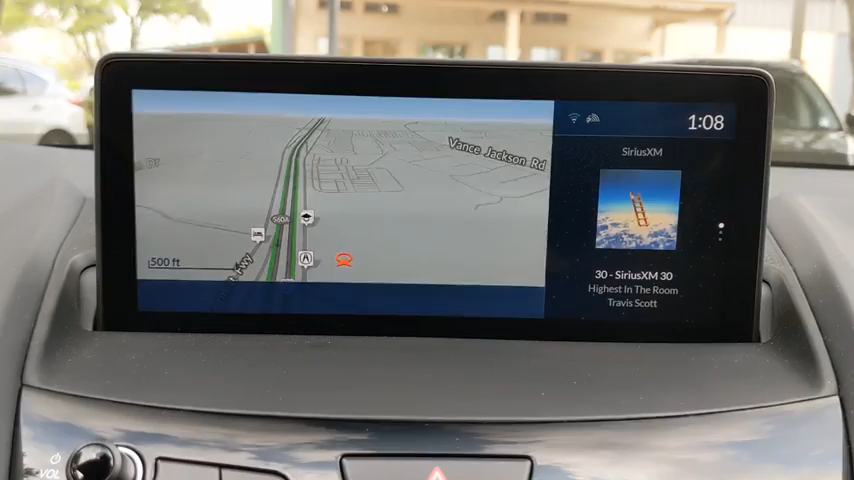 1:08
Vance Jackson Rd
SiriusXM
560A
500 ft
Fwy
30 - SiriusXM 30
Highest In The Room
Travis Scott
VOL